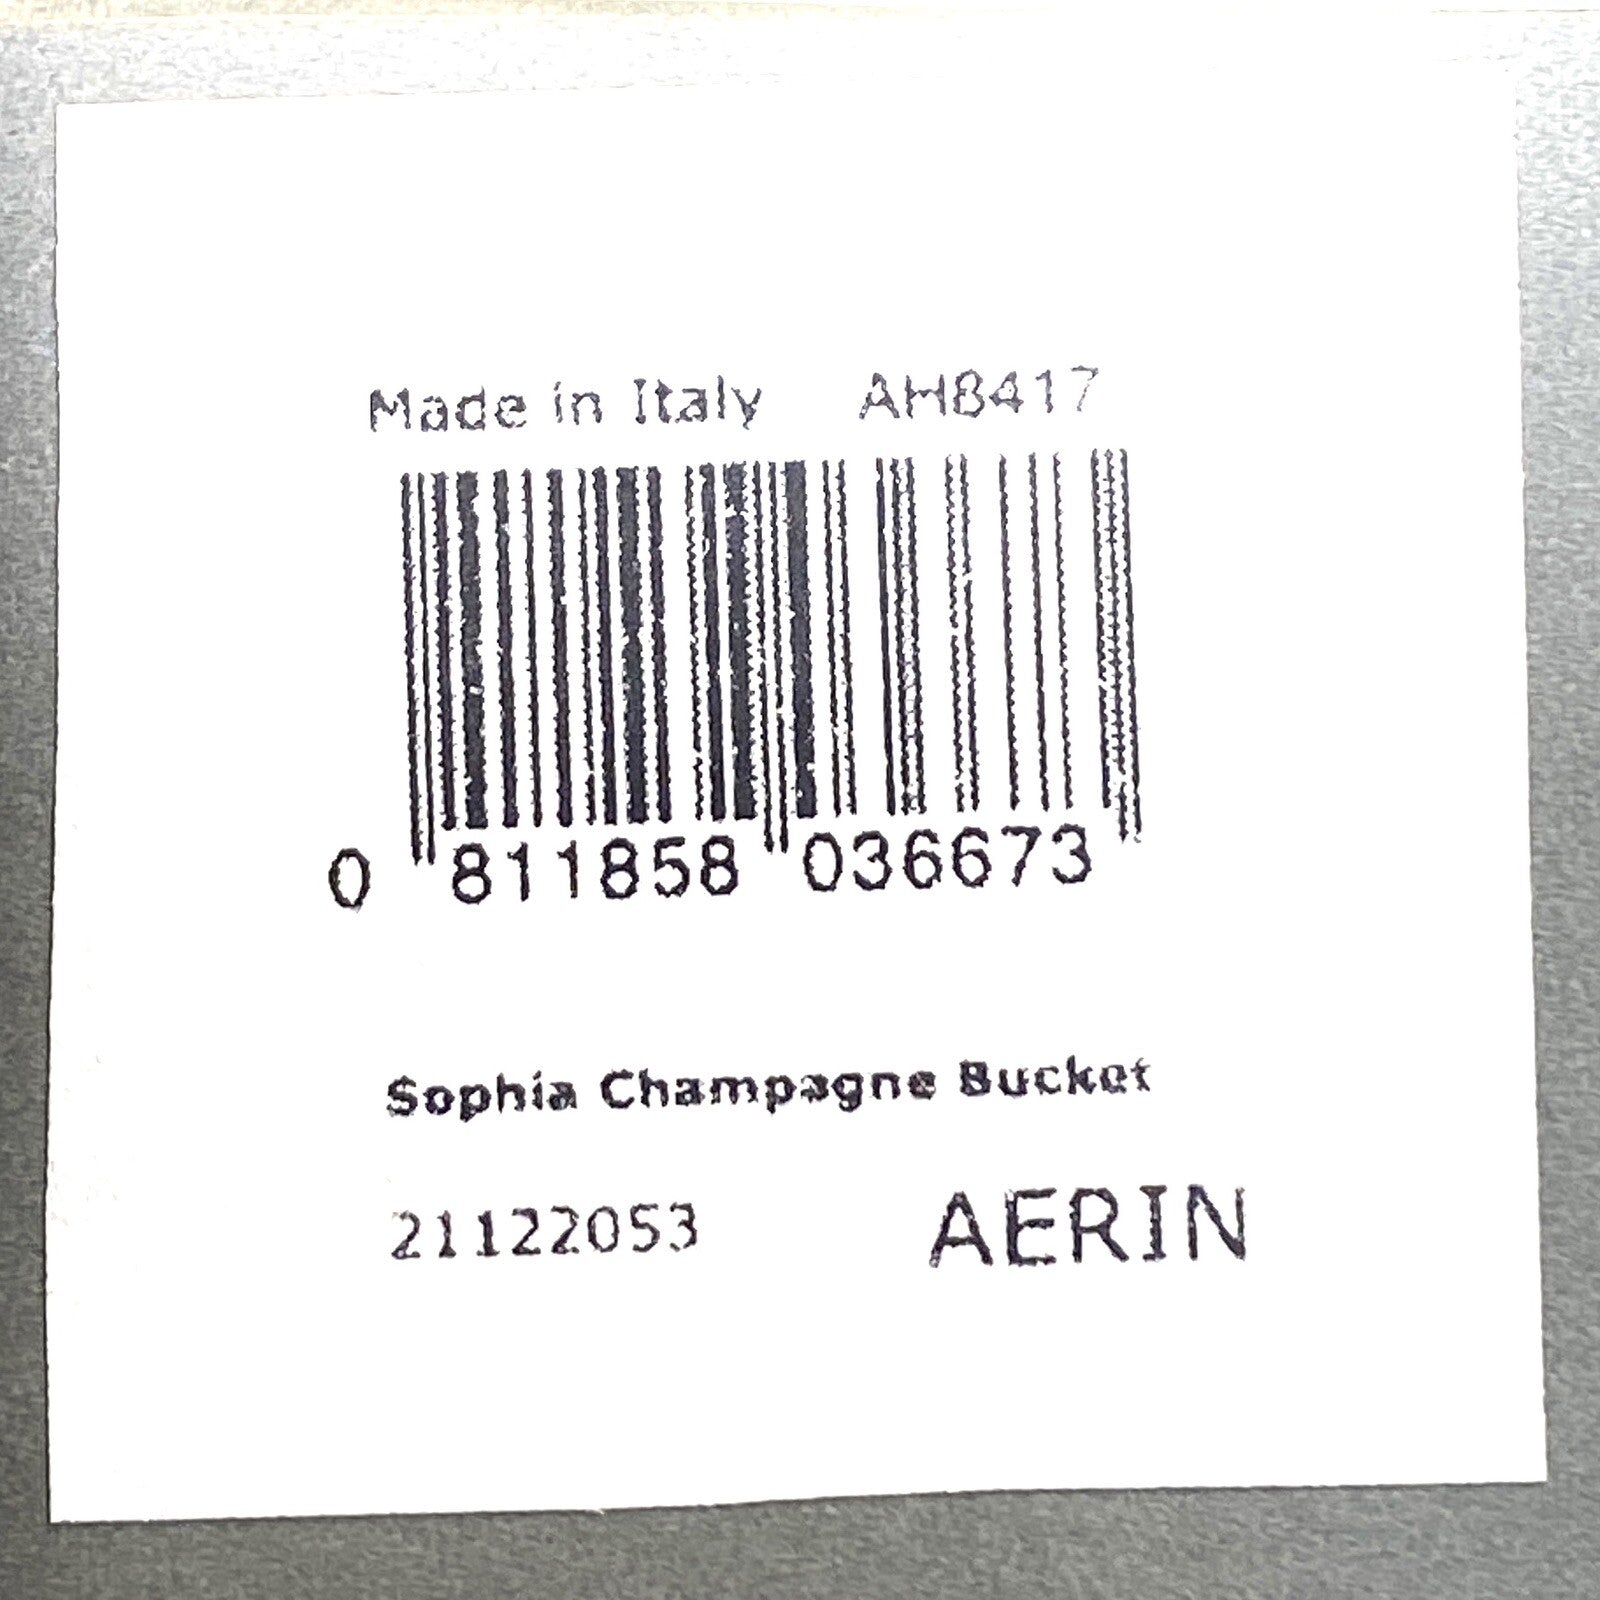 Made in Italy AH8417
0 811858 036673
Sophia Champagne Bucket
21122053 AERIN